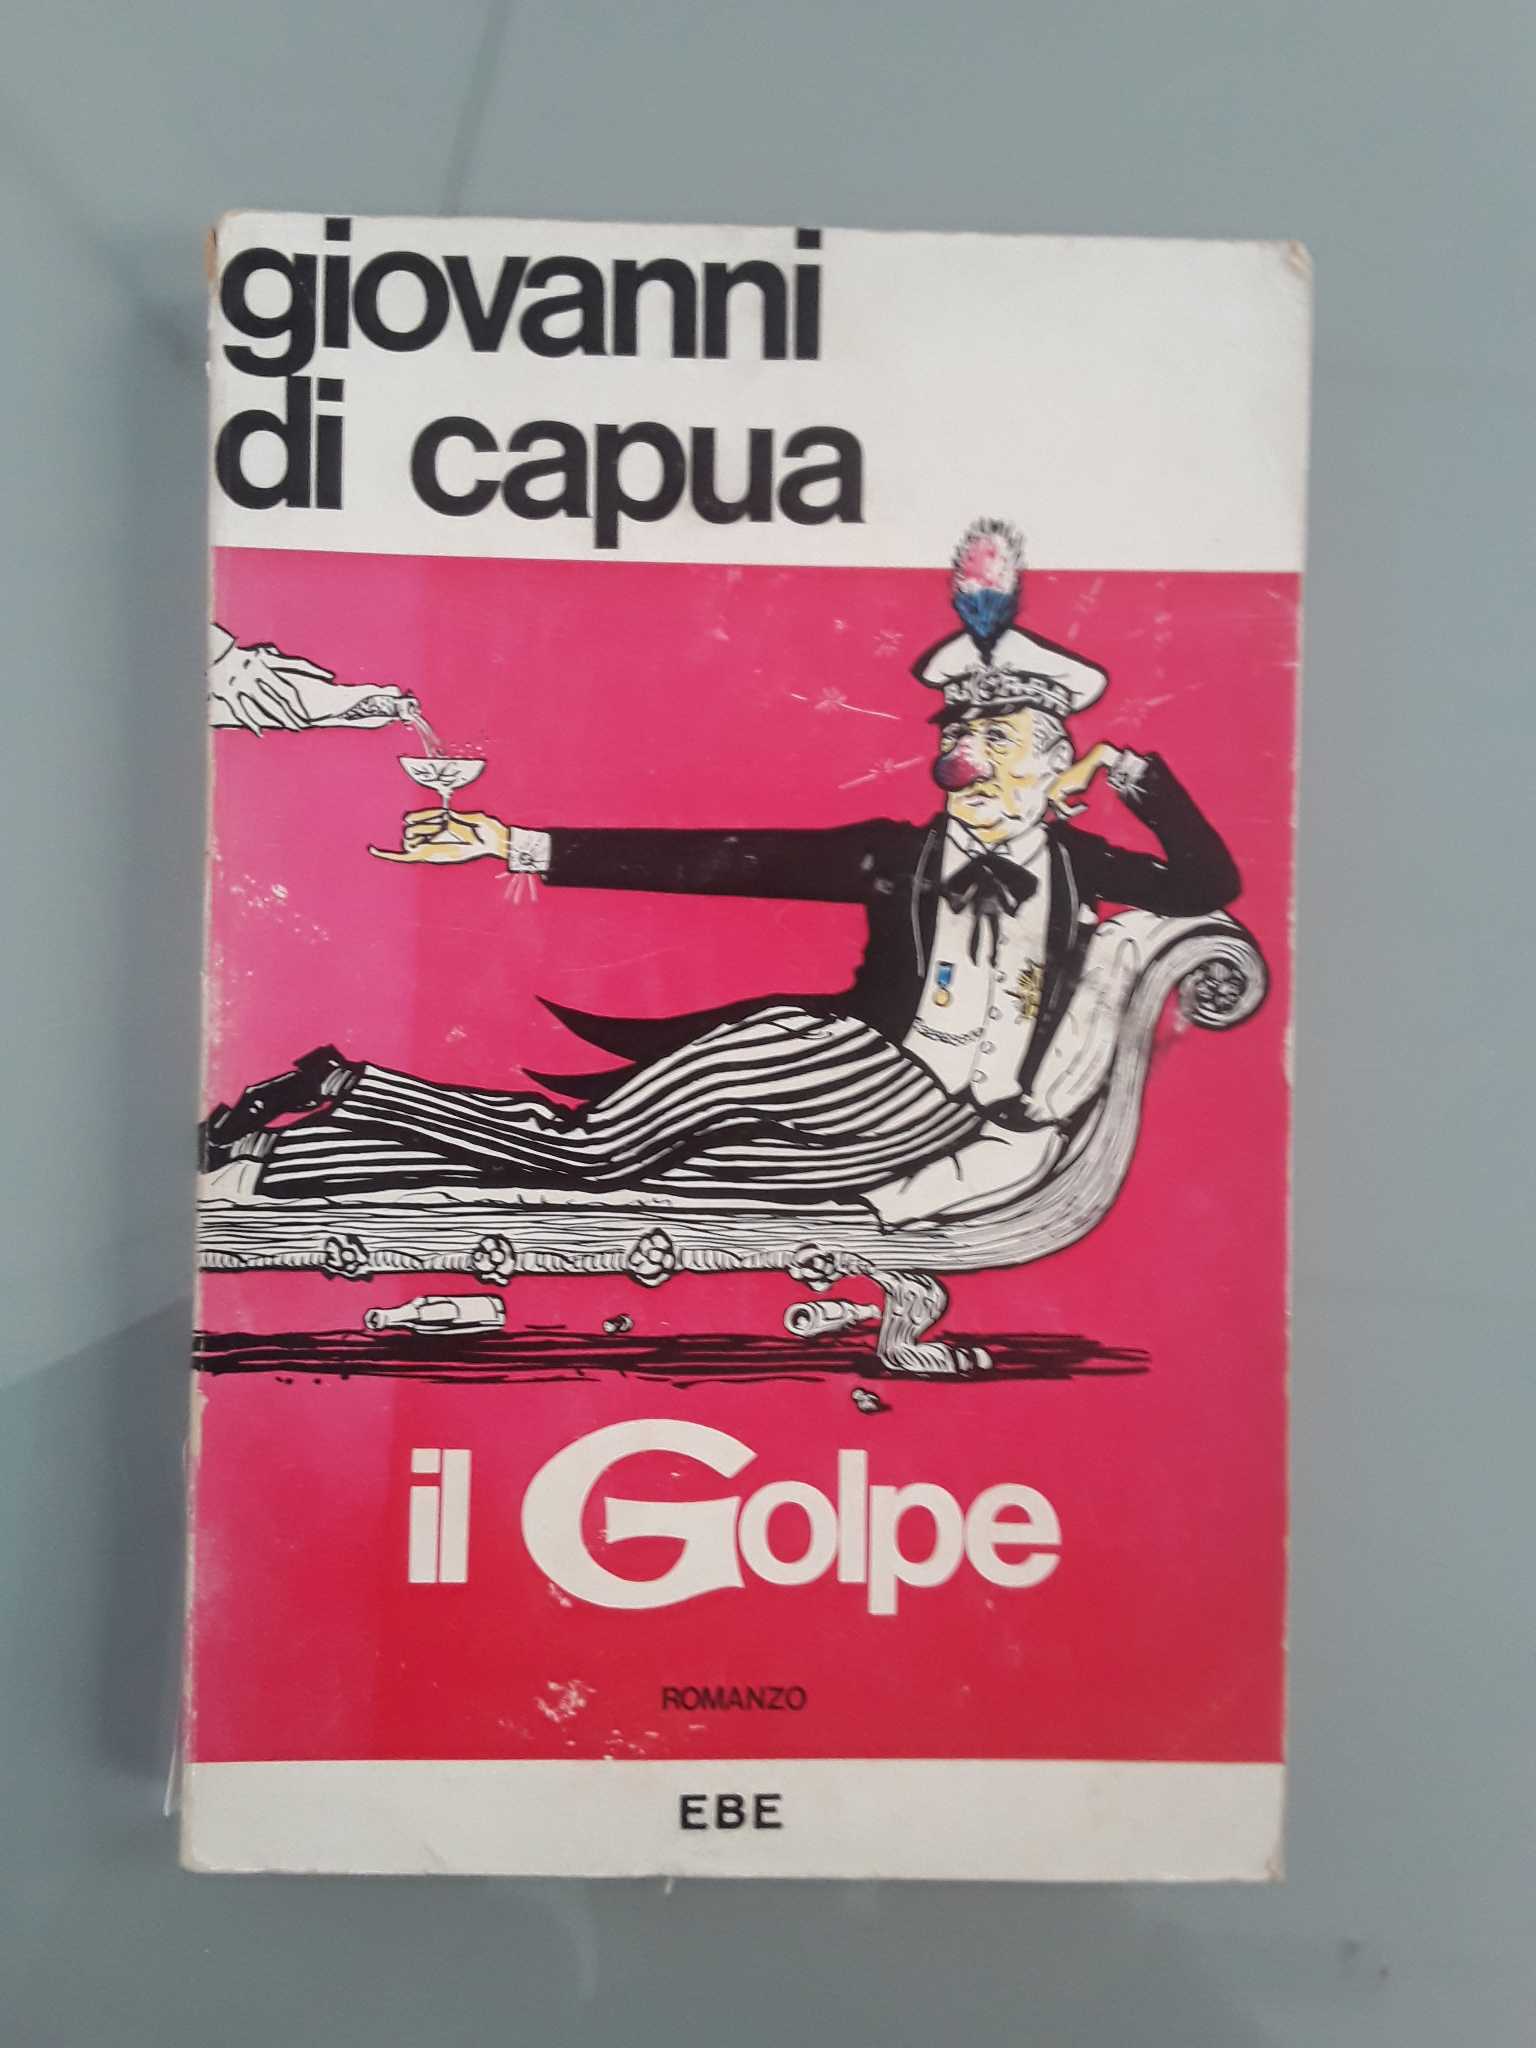 giovanni
di capua
il Golpe
ROMANZO
EBE